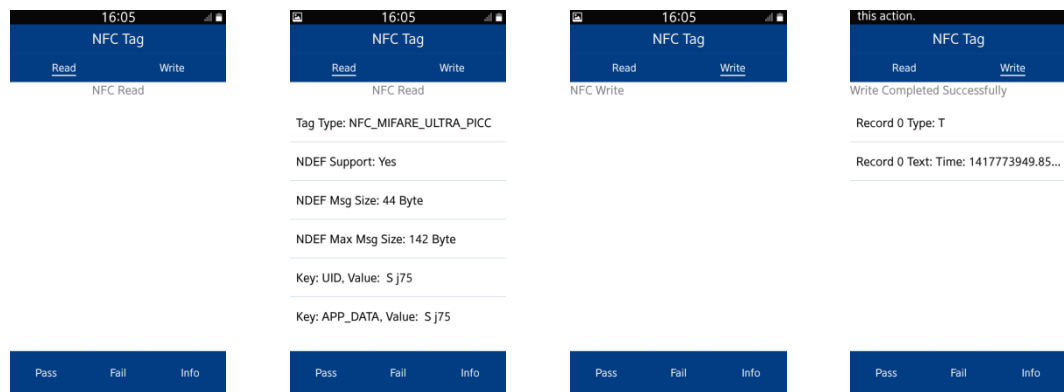 16:05
NFC Tag
Read
Write
NFC Read
Pass
Fail
Info
16:05
NFC Tag
Read
Write
NFC Read
Tag Type: NFC_MIFARE_ULTRA_PICC
NDEF Support: Yes
NDEF Msg Size: 44 Byte
NDEF Max Msg Size: 142 Byte
Key: UID, Value:  S j75
Key: APP_DATA, Value:  S j75
Pass
Fail
Info
16:05
NFC Tag
Read
Write
NFC Write
Pass
Fail
Info
this action.
NFC Tag
Read
Write
Write Completed Successfully
Record 0 Type: T
Record 0 Text: Time: 1417773949.85...
Pass
Fail
Info